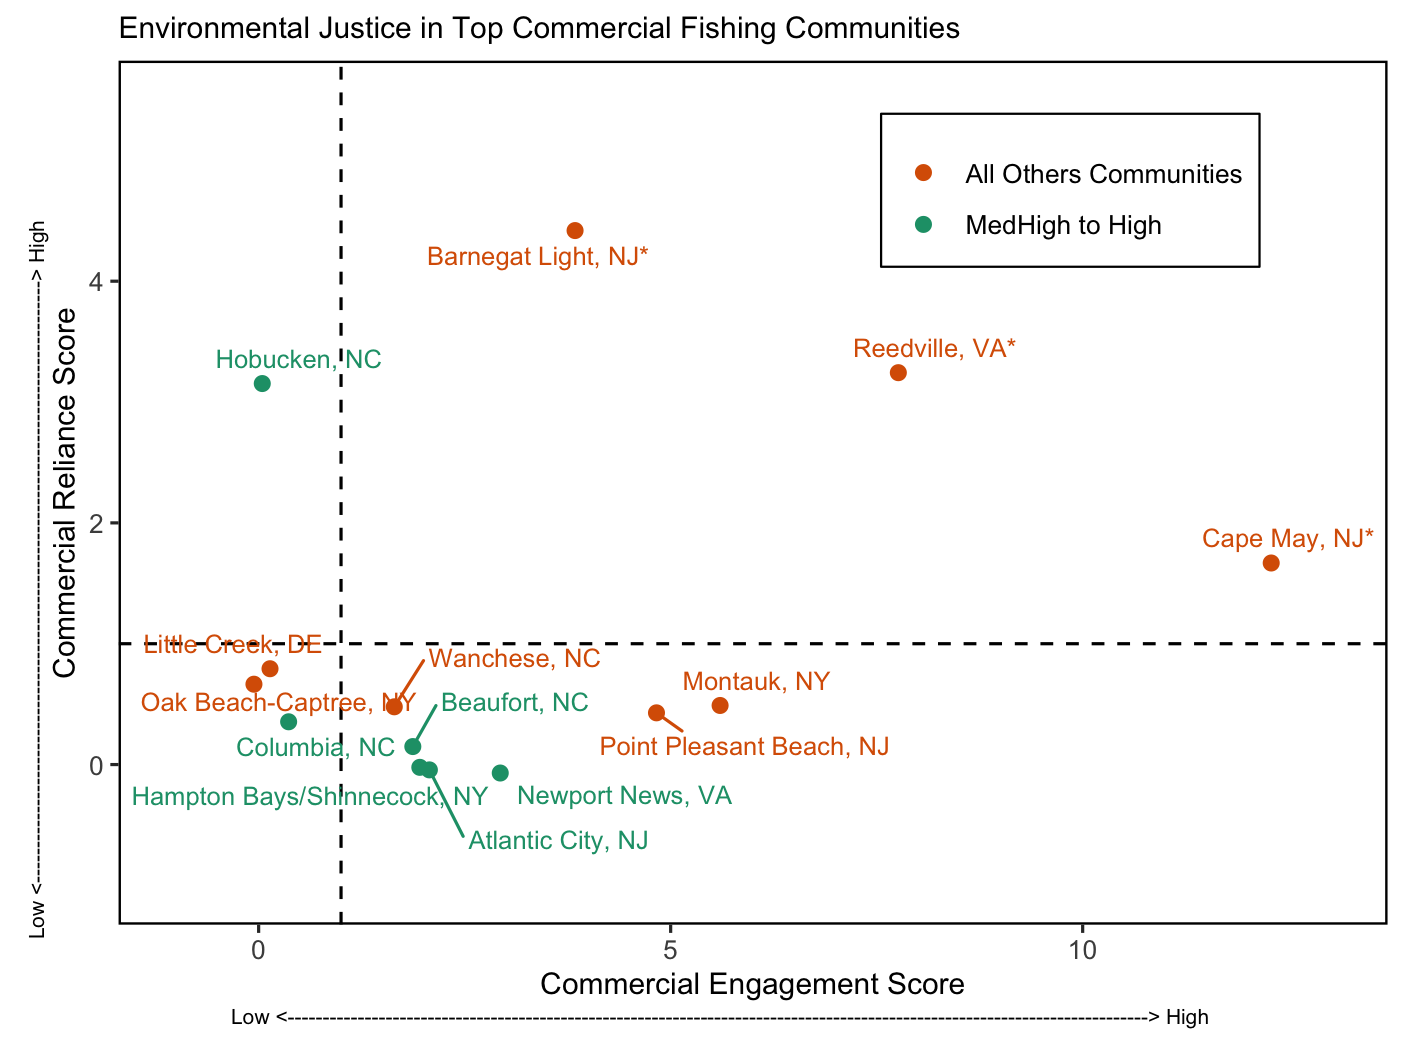 Environmental Justice in Top Commercial Fishing Communities
All Others Communities
MedHigh to High
Barnegat Light, NJ*
Reedville, VA*
Hobucken, NC
Cape May, NJ*
Little Creek, DE
Wanchese, NC
Montauk, NY
Oak Beach-Captree, NY
Beaufort, NC
Columbia, NC
Point Pleasant Beach, NJ
Hampton Bays/Shinnecock, NY
Newport News, VA
Atlantic City, NJ
4
2
0
Commercial Reliance Score
Low <--------------------------------------------------------------------------------------> High
0
5
10
Commercial Engagement Score
Low <--------------------------------------------------------------------------------------------------------------------------> High